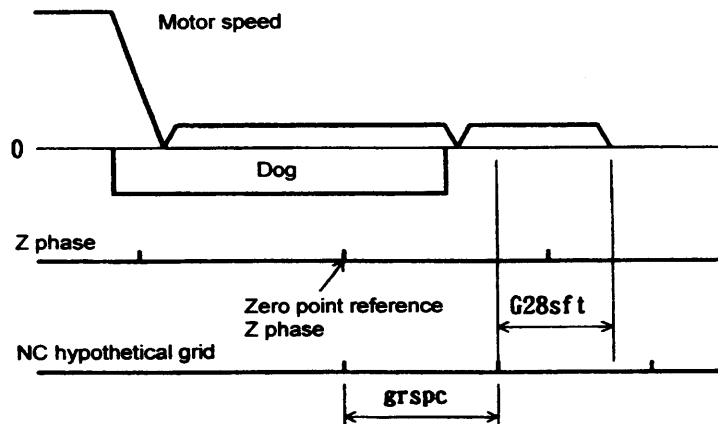 Motor speed
0
Dog
Z phase
Zero point reference
Z phase
G28sft
NC hypothetical grid
grspc